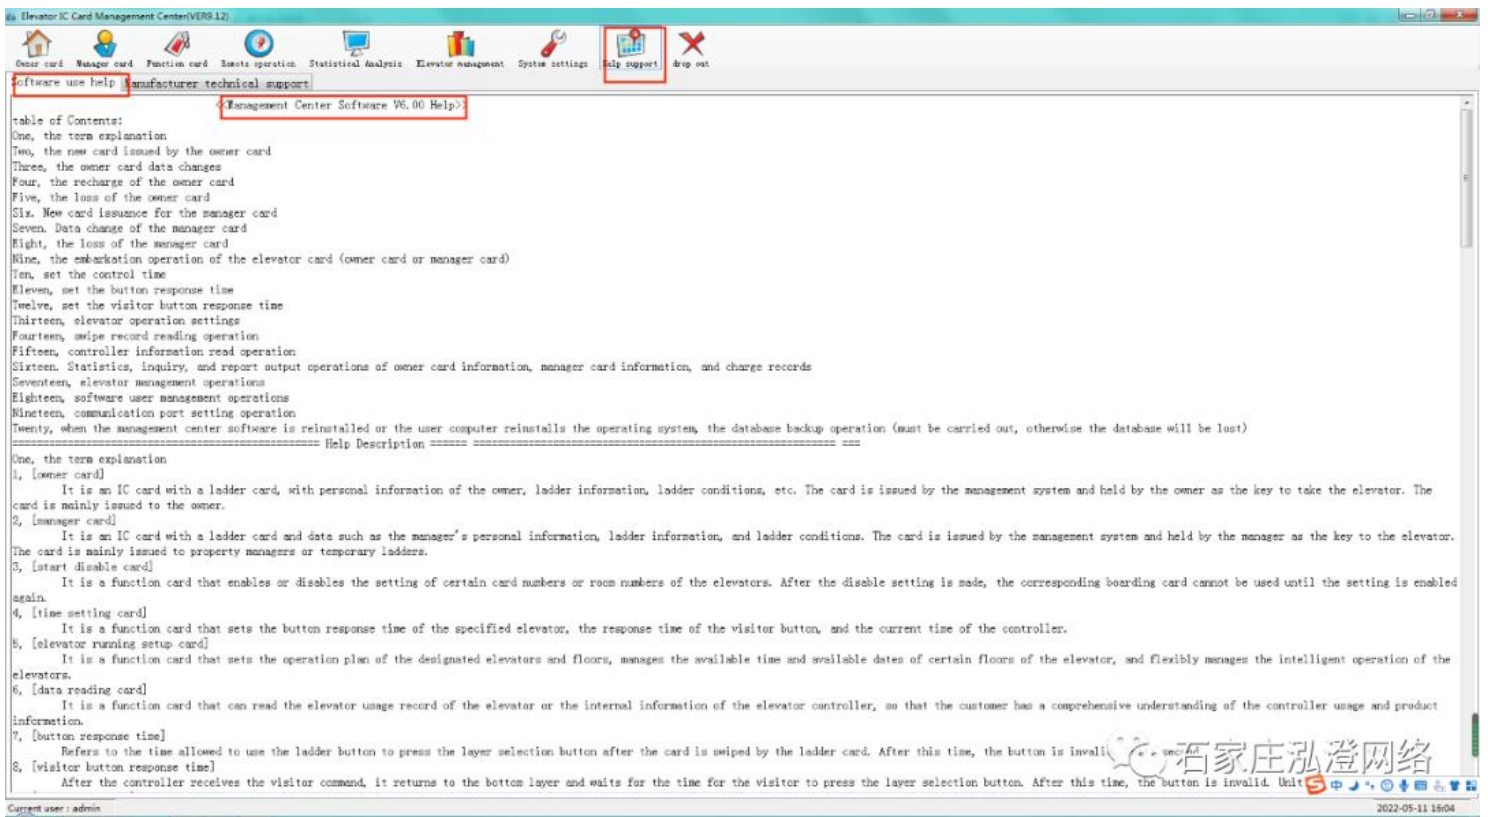 Elevator IC Card Management Center(VER9.12)
Owner card Manager card Function card Remote operation Statistical Analysis Elevator management System settings Help support drop out
Software use help Manufacturer technical support
<<Management Center Software V6.00 Help>>
table of Contents:
One, the term explanation
Two, the new card issued by the owner card
Three, the owner card data changes
Four, the recharge of the owner card
Five, the loss of the owner card
Six. New card issuance for the manager card
Seven. Data change of the manager card
Eight, the loss of the manager card
Nine, the embarkation operation of the elevator card (owner card or manager card)
Ten, set the control time
Eleven, set the button response time
Twelve, set the visitor button response time
Thirteen, elevator operation settings
Fourteen, swipe record reading operation
Fifteen, controller information read operation
Sixteen. Statistics, inquiry, and report output operations of owner card information, manager card information, and charge records
Seventeen, elevator management operations
Eighteen, software user management operations
Nineteen, communication port setting operation
Twenty, when the management center software is reinstalled or the user computer reinstalls the operating system, the database backup operation (must be carried out, otherwise the database will be lost)
================================================== Help Description ====== =========================================================== ===
One, the term explanation
1, [owner card]
It is an IC card with a ladder card, with personal information of the owner, ladder information, ladder conditions, etc. The card is issued by the management system and held by the owner as the key to take the elevator. The
card is mainly issued to the owner.
2, [manager card]
It is an IC card with a ladder card and data such as the manager's personal information, ladder information, and ladder conditions. The card is issued by the management system and held by the manager as the key to the elevator.
The card is mainly issued to property managers or temporary ladders.
3, [start disable card]
It is a function card that enables or disables the setting of certain card numbers or room numbers of the elevators. After the disable setting is made, the corresponding boarding card cannot be used until the setting is enabled
again.
4, [time setting card]
It is a function card that sets the button response time of the specified elevator, the response time of the visitor button, and the current time of the controller.
5, [elevator running setup card]
It is a function card that sets the operation plan of the designated elevators and floors, manages the available time and available dates of certain floors of the elevator, and flexibly manages the intelligent operation of the
elevators.
6, [data reading card]
It is a function card that can read the elevator usage record of the elevator or the internal information of the elevator controller, so that the customer has a comprehensive understanding of the controller usage and product
information.
7, [button response time]
Refers to the time allowed to use the ladder button to press the layer selection button after the card is swiped by the ladder card. After this time, the button is invali
second
石家庄泓澄网络
8, [visitor button response time]
After the controller receives the visitor command, it returns to the bottom layer and waits for the time for the visitor to press the layer selection button. After this time, the button is invalid. Unit
中
Current user : admin
2022-05-11 16:04